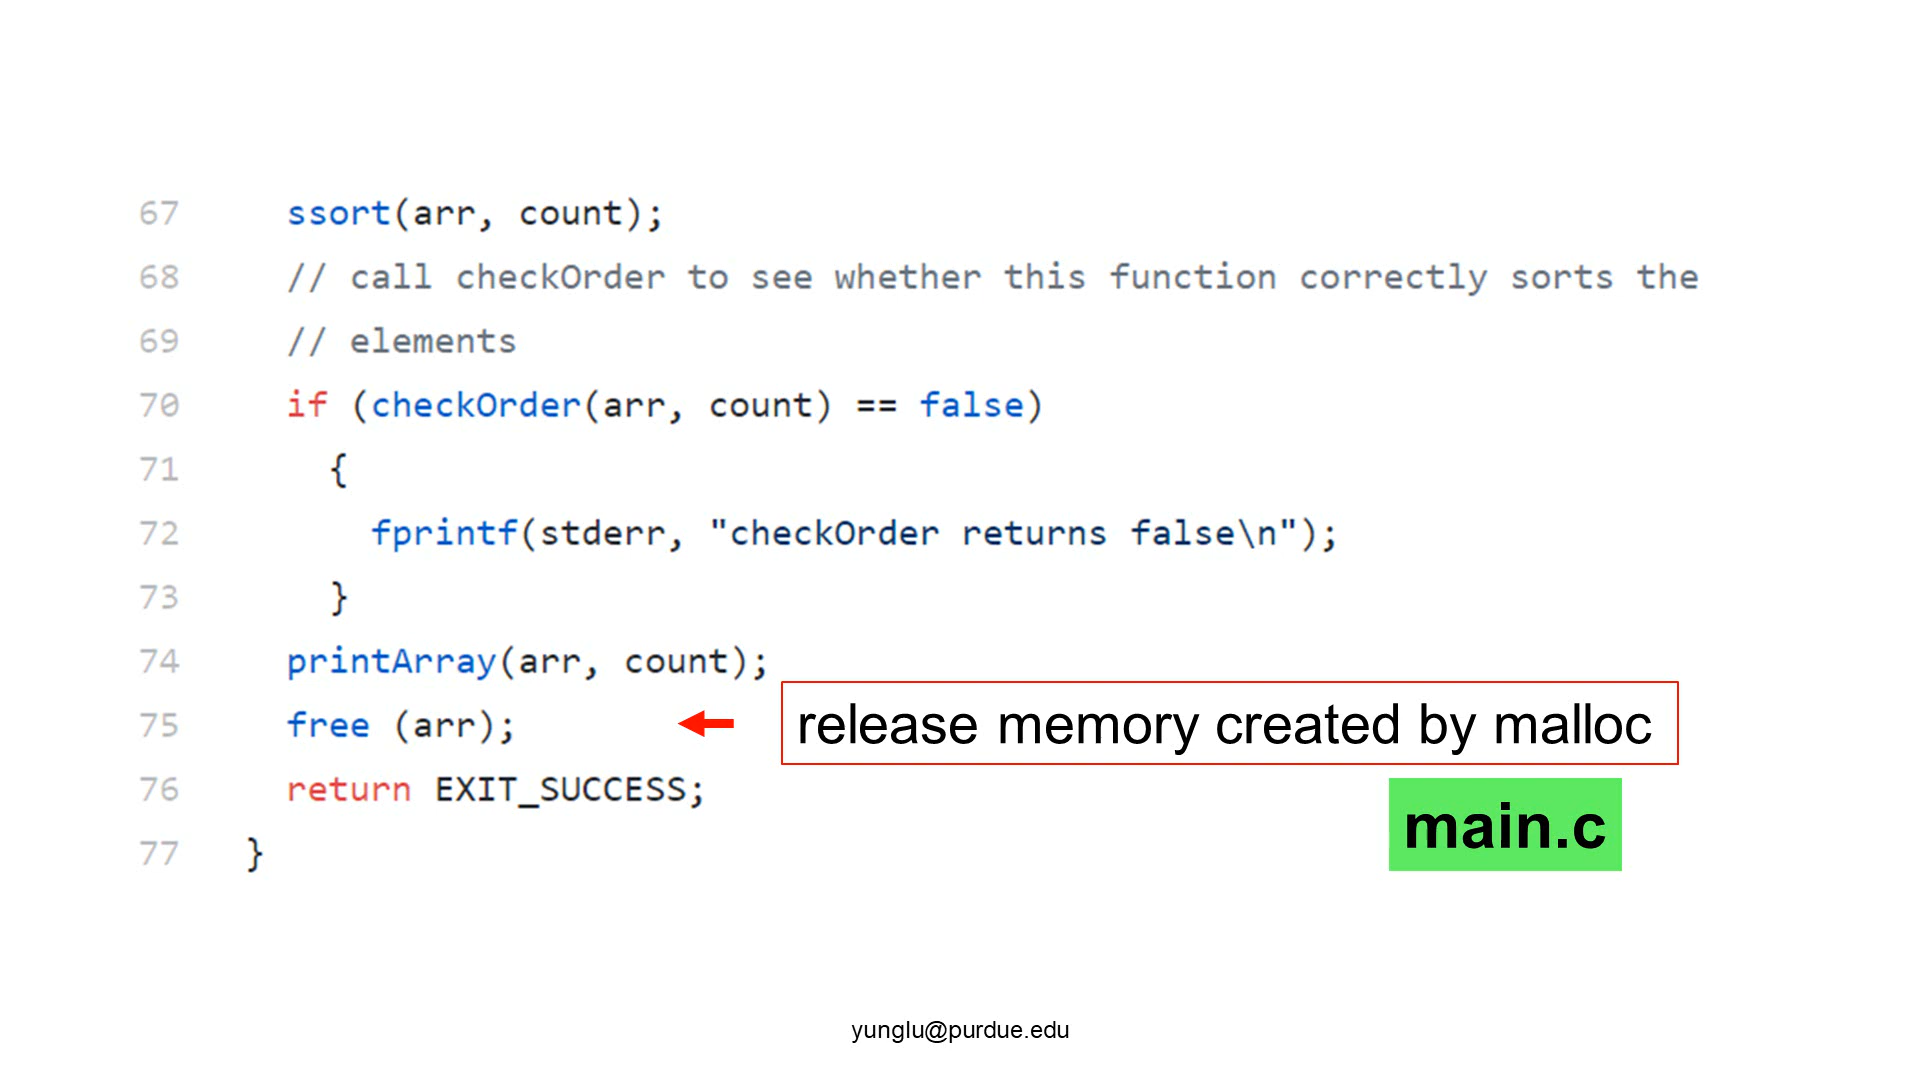 67 ssort(arr, count);
68 // call checkOrder to see whether this function correctly sorts the
69 // elements
70 if (checkOrder(arr, count) == false)
71 {
72 fprintf(stderr, "checkOrder returns false\n");
73 }
74 printArray(arr, count);
75 free (arr);
release memory created by malloc
76 return EXIT_SUCCESS;
main.c
77 }
yunglu@purdue.edu